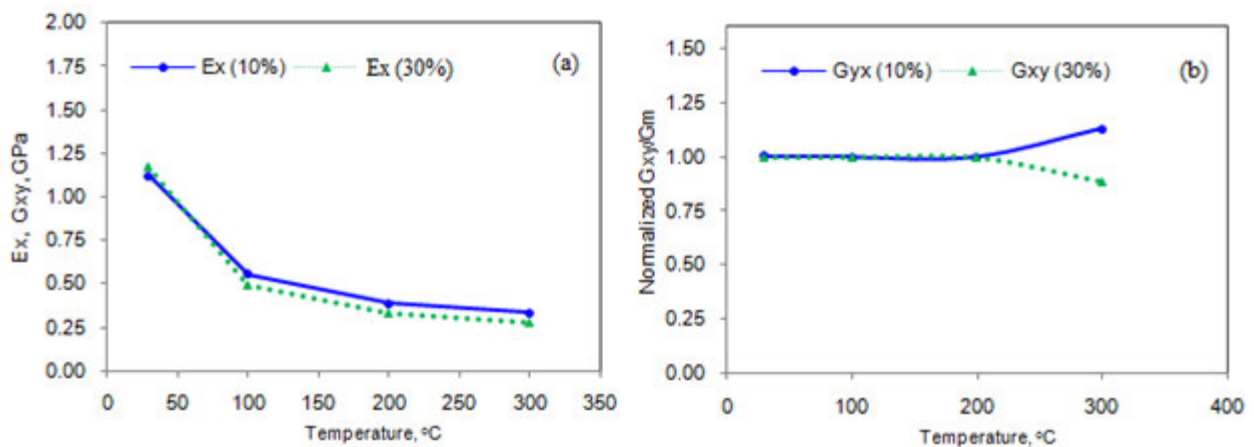 2.00
1.75
1.50
1.25
1.00
0.75
0.50
0.25
0.00
Ex, Gxy, GPa
Ex (10%) Ex (30%) (a)
0 50 100 150 200 250 300 350
Temperature, ᵒC
1.50
1.25
1.00
0.75
0.50
0.25
0.00
Normalized Gxy/Gm
Gyx (10%) Gxy (30%) (b)
0 100 200 300 400
Temperature, ᵒC